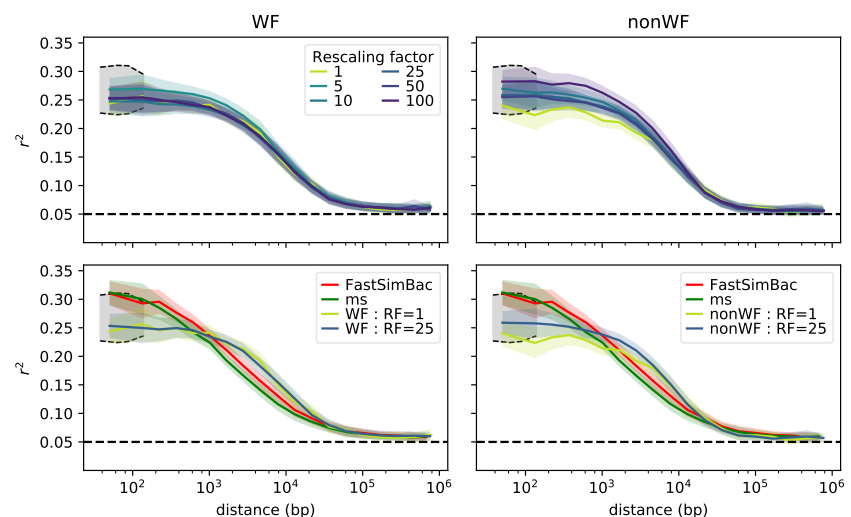 WF
nonWF
0.35
0.30
0.25
0.20
0.15
0.10
0.05
r²
Rescaling factor
1 25
5 50
10 100
0.35
0.30
0.25
0.20
0.15
0.10
0.05
r²
FastSimBac
ms
WF : RF=1
WF : RF=25
FastSimBac
ms
nonWF : RF=1
nonWF : RF=25
10² 10³ 10⁴ 10⁵ 10⁶
10² 10³ 10⁴ 10⁵ 10⁶
distance (bp)
distance (bp)